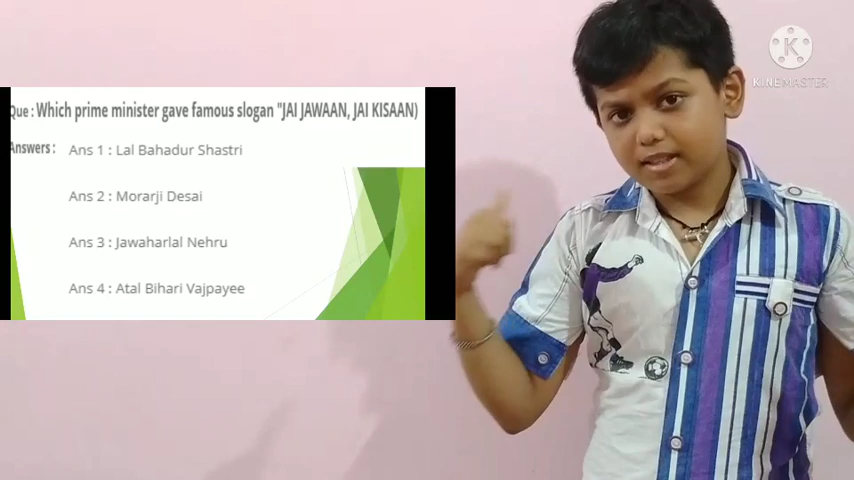 Que : Which prime minister gave famous slogan "JAI JAWAAN, JAI KISAAN)
Answers : Ans 1 : Lal Bahadur Shastri
Ans 2 : Morarji Desai
Ans 3 : Jawaharlal Nehru
Ans 4 : Atal Bihari Vajpayee
K
KINEMASTER